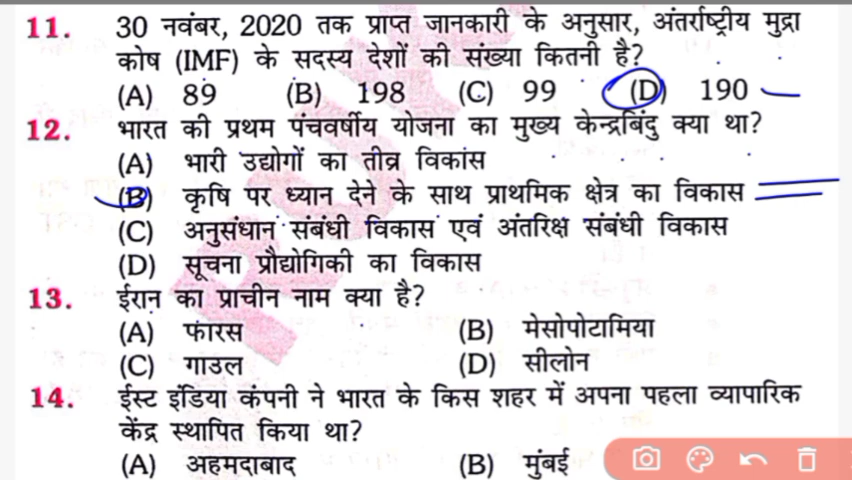 11. 30 नवंबर, 2020 तक प्राप्त जानकारी के अनुसार, अंतर्राष्ट्रीय मुद्रा
कोष (IMF) के सदस्य देशों की संख्या कितनी है?
(A) 89 (B) 198 (C) 99 (D) 190
12. भारत की प्रथम पंचवर्षीय योजना का मुख्य केन्द्रबिंदु क्या था?
(A) भारी उद्योगों का तीव्र विकास
(B) कृषि पर ध्यान देने के साथ प्राथमिक क्षेत्र का विकास
(C) अनुसंधान संबंधी विकास एवं अंतरिक्ष संबंधी विकास
(D) सूचना प्रौद्योगिकी का विकास
13. ईरान का प्राचीन नाम क्या है?
(A) फारस (B) मेसोपोटामिया
(C) गाउल (D) सीलोन
14. ईस्ट इंडिया कंपनी ने भारत के किस शहर में अपना पहला व्यापारिक
केंद्र स्थापित किया था?
(A) अहमदाबाद (B) मुंबई